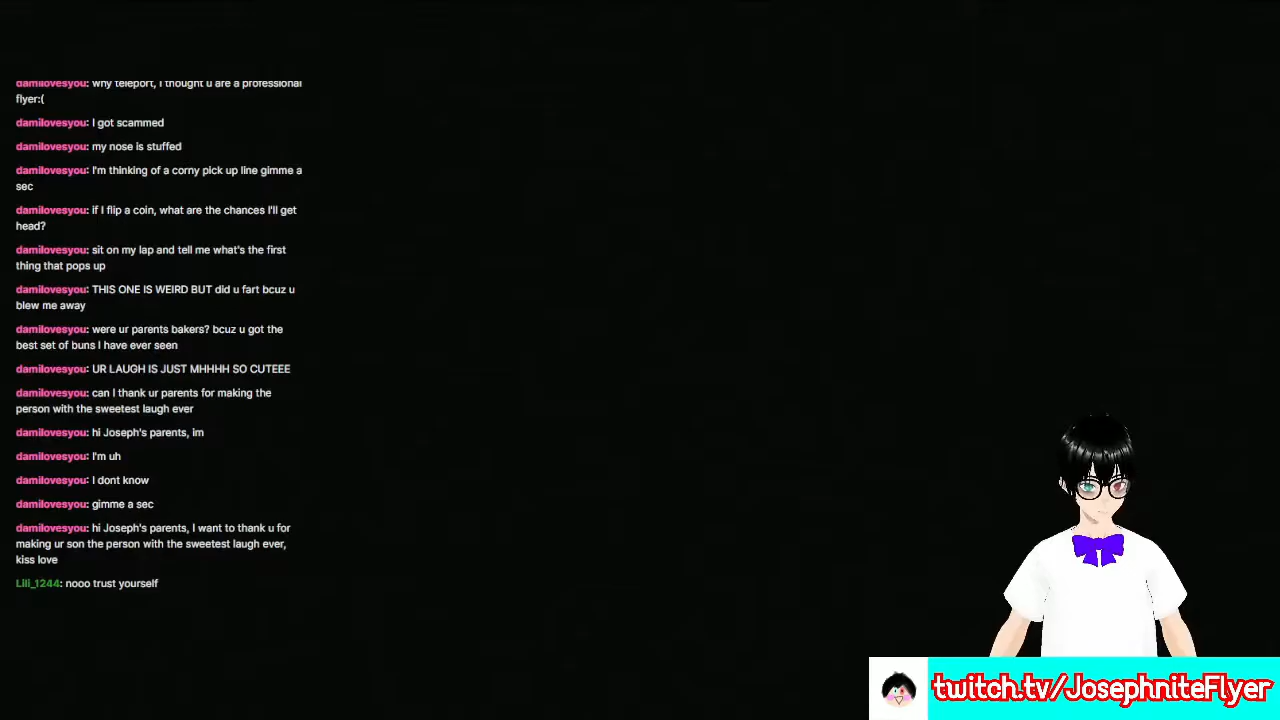 damilovesyou: why teleport, I thought u are a professional
flyer:(
damilovesyou: I got scammed
damilovesyou: my nose is stuffed
damilovesyou: I'm thinking of a corny pick up line gimme a
sec
damilovesyou: if I flip a coin, what are the chances I'll get
head?
damilovesyou: sit on my lap and tell me what's the first
thing that pops up
damilovesyou: THIS ONE IS WEIRD BUT did u fart bcuz u
blew me away
damilovesyou: were ur parents bakers? bcuz u got the
best set of buns I have ever seen
damilovesyou: UR LAUGH IS JUST MHHHH SO CUTEEE
damilovesyou: can I thank ur parents for making the
person with the sweetest laugh ever
damilovesyou: hi Joseph's parents, im
damilovesyou: I'm uh
damilovesyou: I dont know
damilovesyou: gimme a sec
damilovesyou: hi Joseph's parents, I want to thank u for
making ur son the person with the sweetest laugh ever,
kiss love
Lili_1244: nooo trust yourself
twitch.tv/JosephniteFlyer